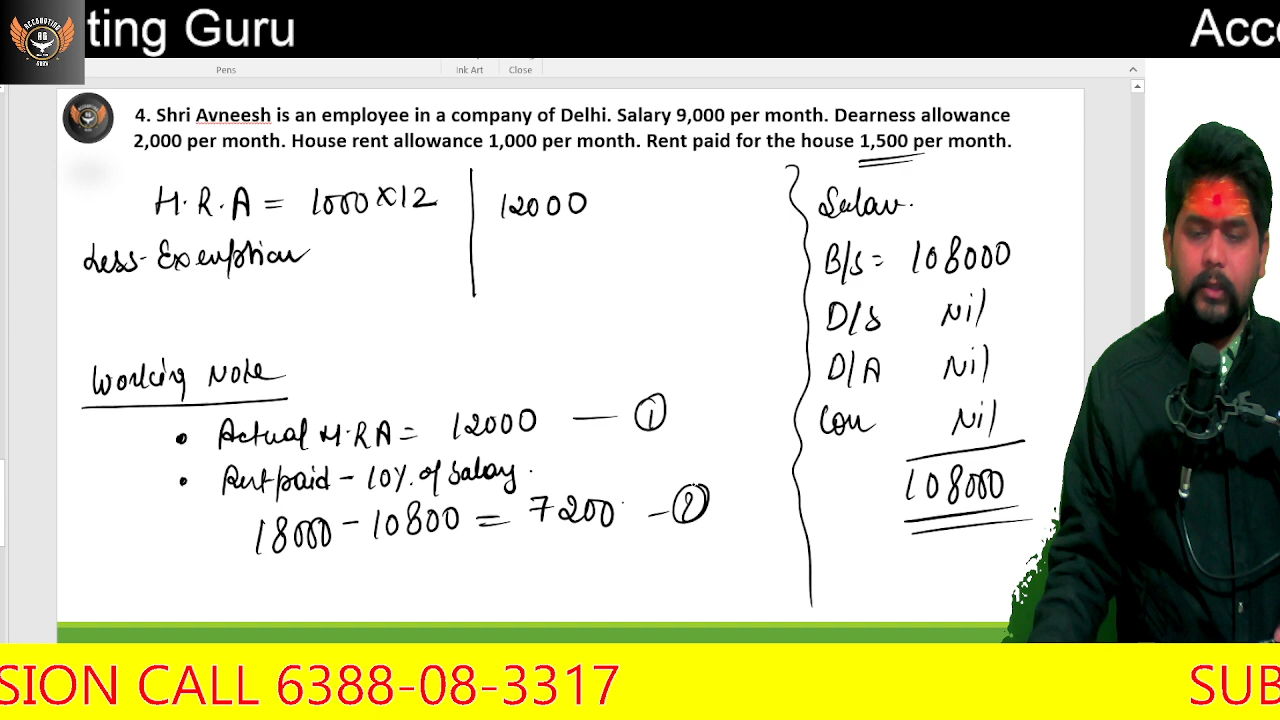 ting Guru
Acc
ACCOUNTING
AG
GURU
Pens
Ink Art
Close
4. Shri Avneesh is an employee in a company of Delhi. Salary 9,000 per month. Dearness allowance
2,000 per month. House rent allowance 1,000 per month. Rent paid for the house 1,500 per month.
H.R.A = 1000×12 | 12000
Less- Exemption
Working Note
• Actual H.R.A = 12000 — ①
• Rent paid - 10% of Salary.
18000 - 10800 = 7200 — ②
Salary.
B/S = 108000
D/S Nil
D/A Nil
Com Nil
108000
SION CALL 6388-08-3317
SUB